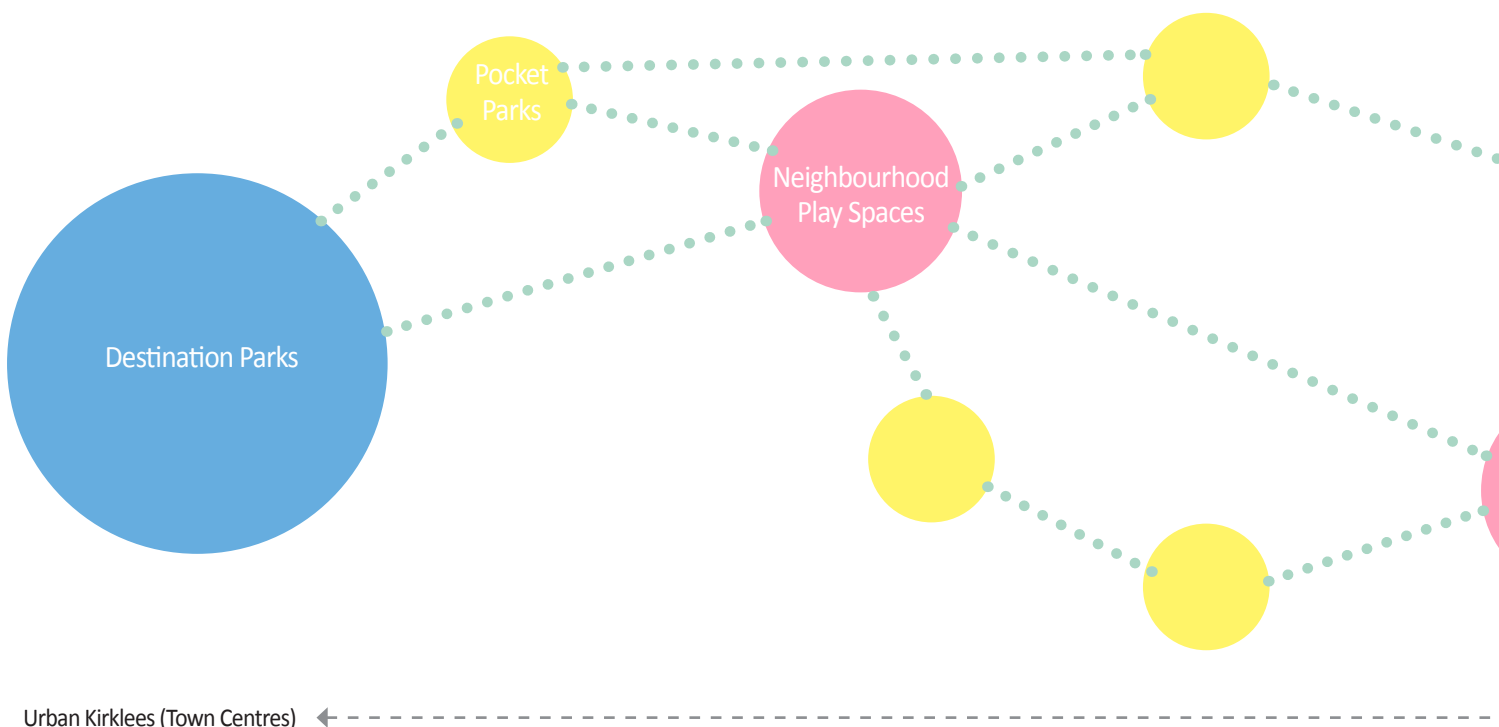 Pocket
Parks
Neighbourhood
Play Spaces
Destination Parks
Urban Kirklees (Town Centres)